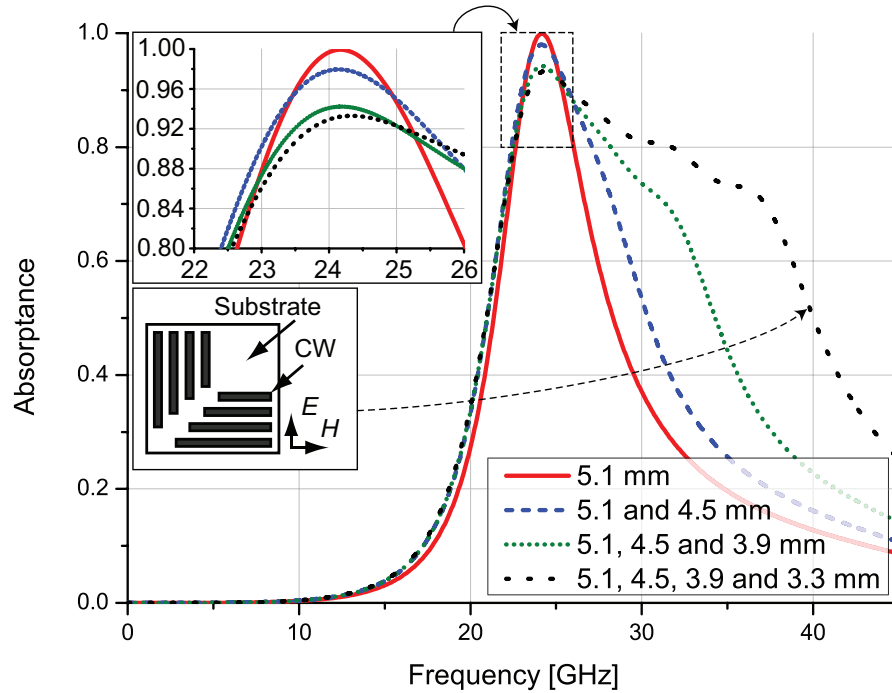 1.0
0.8
0.6
0.4
0.2
0.0
Absorptance
1.00
0.96
0.92
0.88
0.84
0.80
22 23 24 25 26
Substrate
CW
E
H
5.1 mm
5.1 and 4.5 mm
5.1, 4.5 and 3.9 mm
5.1, 4.5, 3.9 and 3.3 mm
0 10 20 30 40
Frequency [GHz]